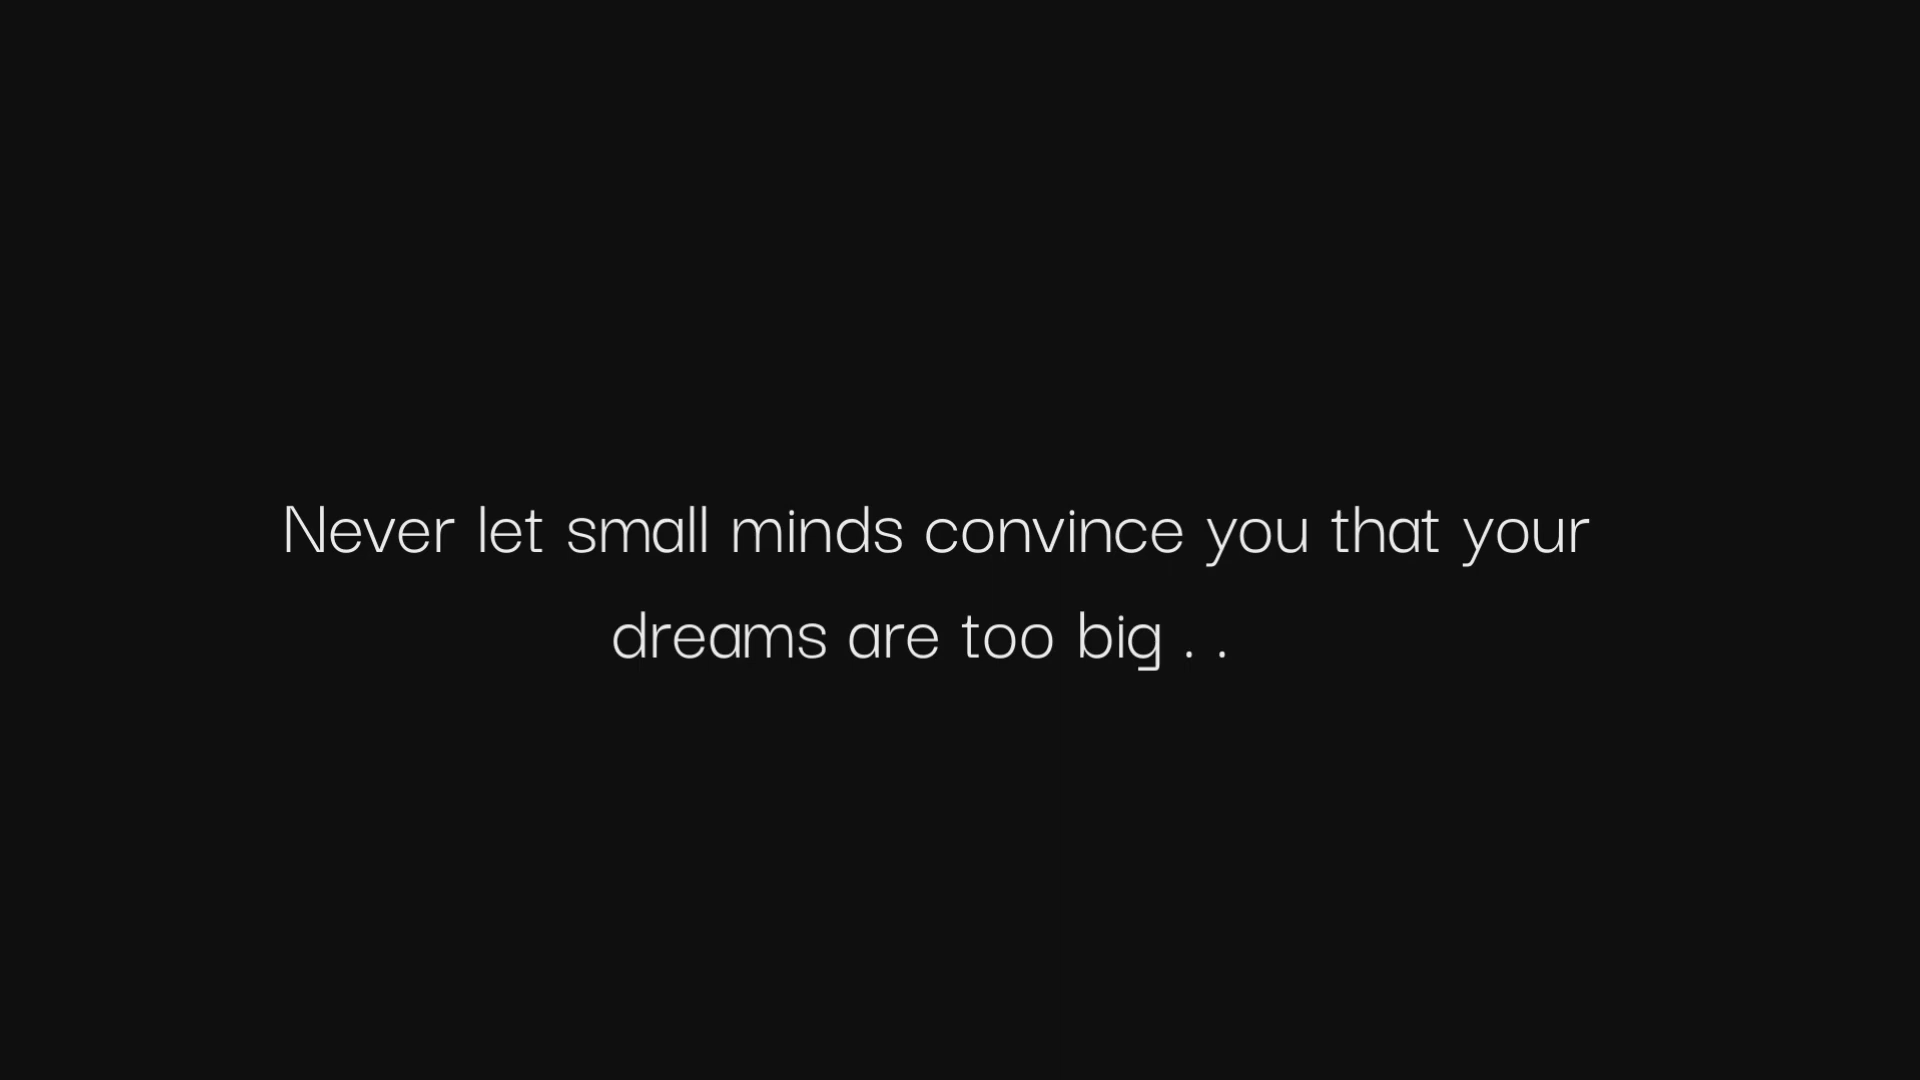 Never let small minds convince you that your
dreams are too big . .